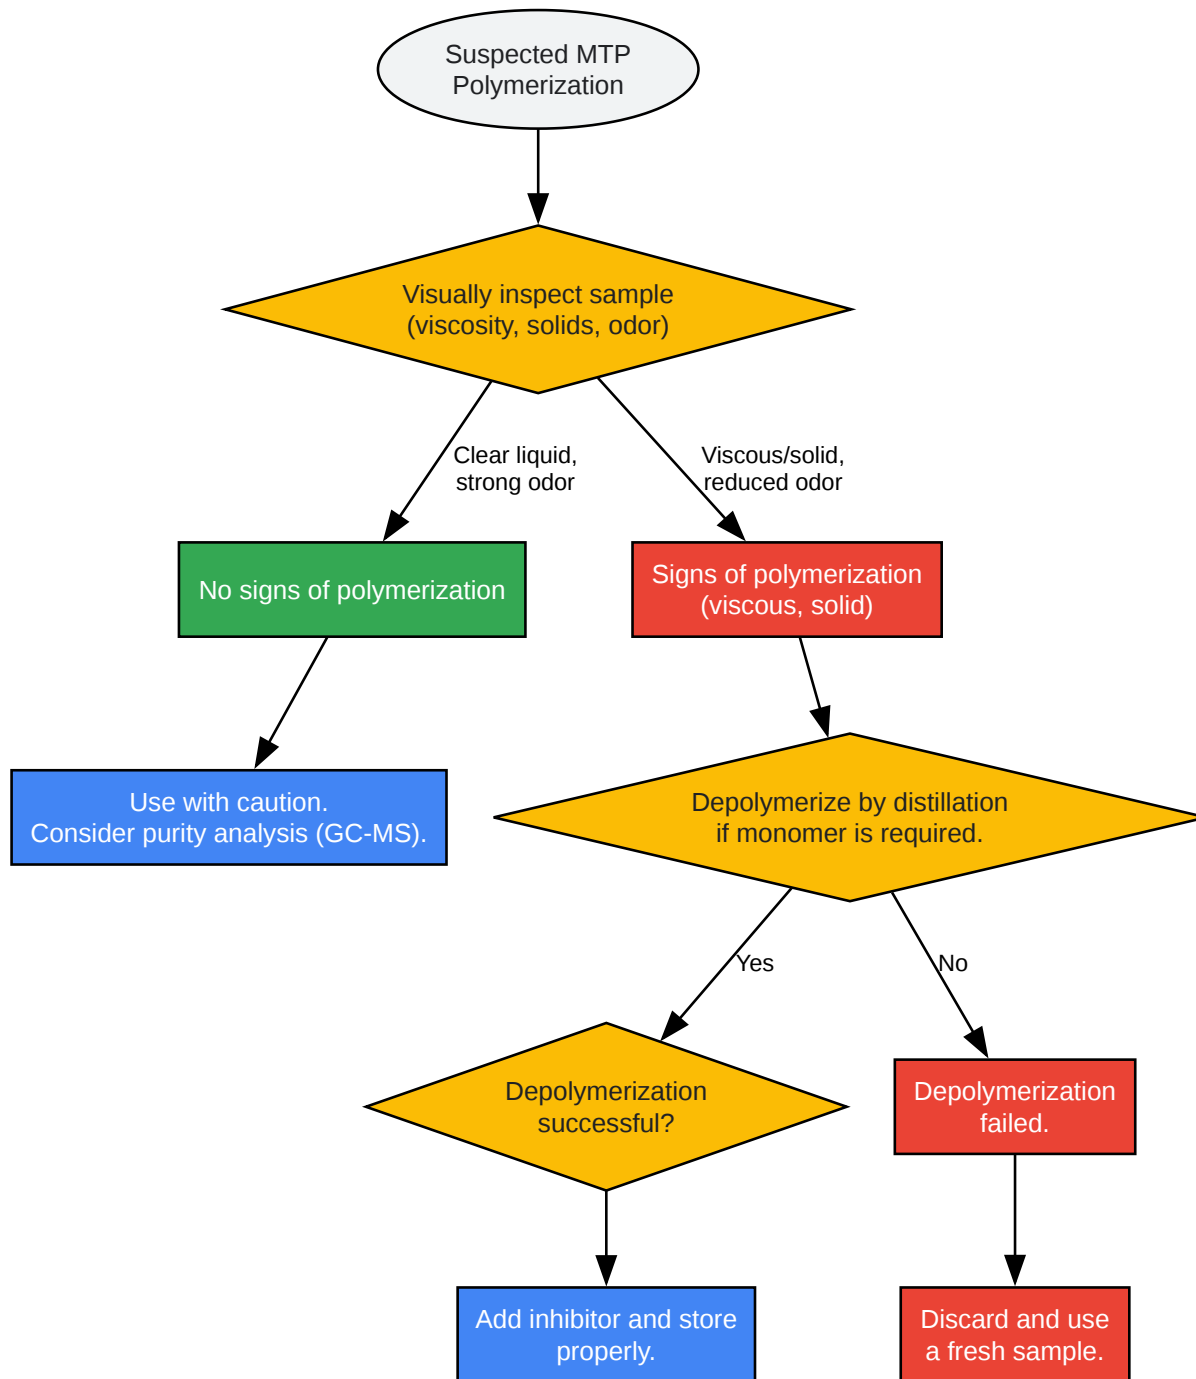 Suspected MTP
Polymerization
Visually inspect sample
(viscosity, solids, odor)
Clear liquid,
strong odor
Viscous/solid,
reduced odor
No signs of polymerization
Signs of polymerization
(viscous, solid)
Use with caution.
Consider purity analysis (GC-MS).
Depolymerize by distillation
if monomer is required.
Yes
No
Depolymerization
successful?
Depolymerization
failed.
Add inhibitor and store
properly.
Discard and use
a fresh sample.